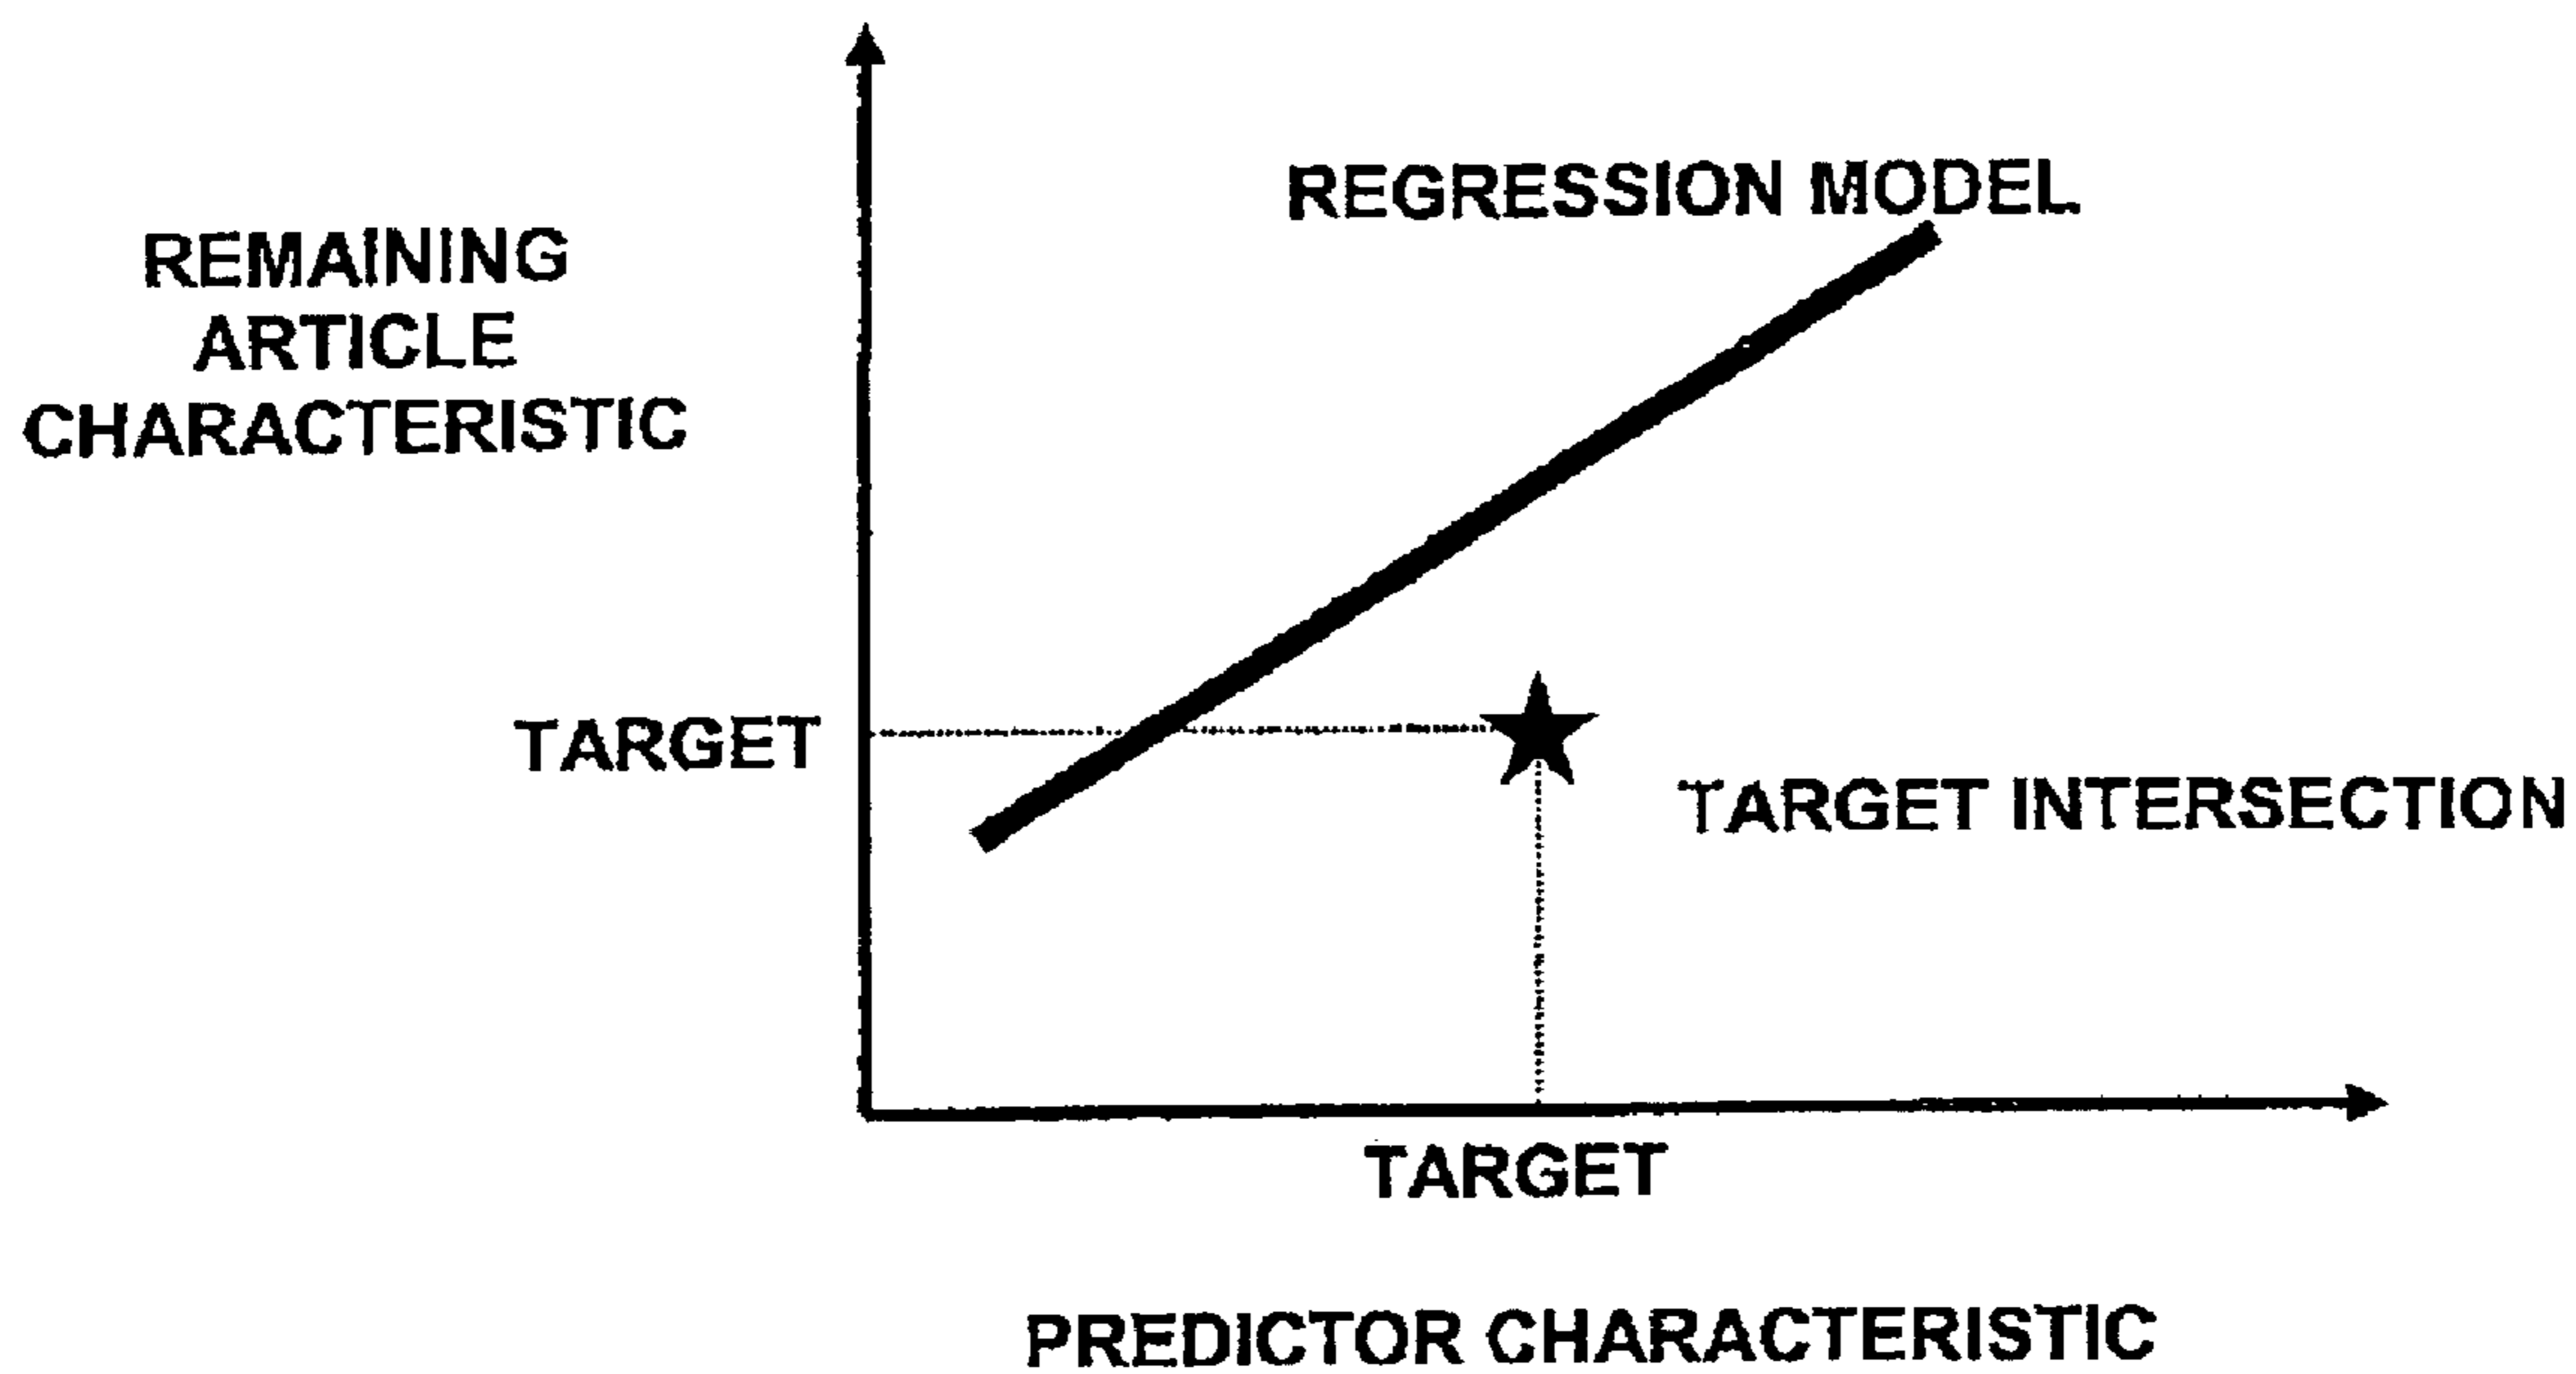 REGRESSION MODEL
REMAINING
ARTICLE
CHARACTERISTIC
TARGET
TARGET INTERSECTION
TARGET
PREDICTOR CHARACTERISTIC